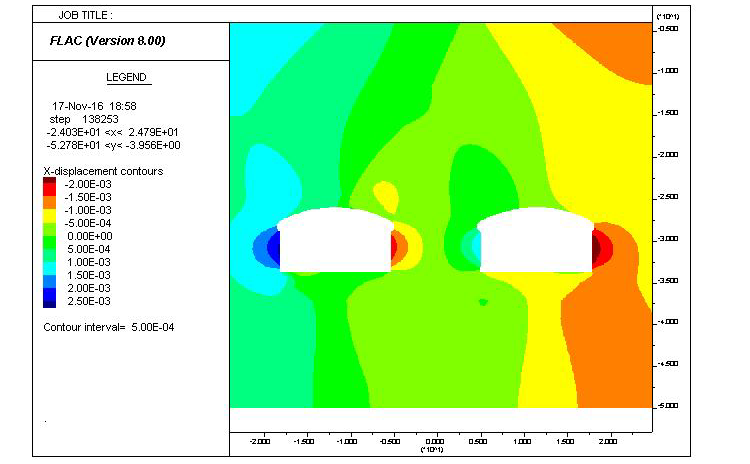 JOB TITLE :
FLAC (Version 8.00)
LEGEND
17-Nov-16 18:58
step 138253
-2.403E+01 <x< 2.479E+01
-5.278E+01 <y< -3.956E+00
X-displacement contours
-2.00E-03
-1.50E-03
-1.00E-03
-5.00E-04
0.00E+00
5.00E-04
1.00E-03
1.50E-03
2.00E-03
2.50E-03
Contour interval= 5.00E-04
(*10^1)
-0.500
-1.000
-1.500
-2.000
-2.500
-3.000
-3.500
-4.000
-4.500
-5.000
-2.000 -1.500 -1.000 -0.500 0.000 0.500 1.000 1.500 2.000
(*10^1)